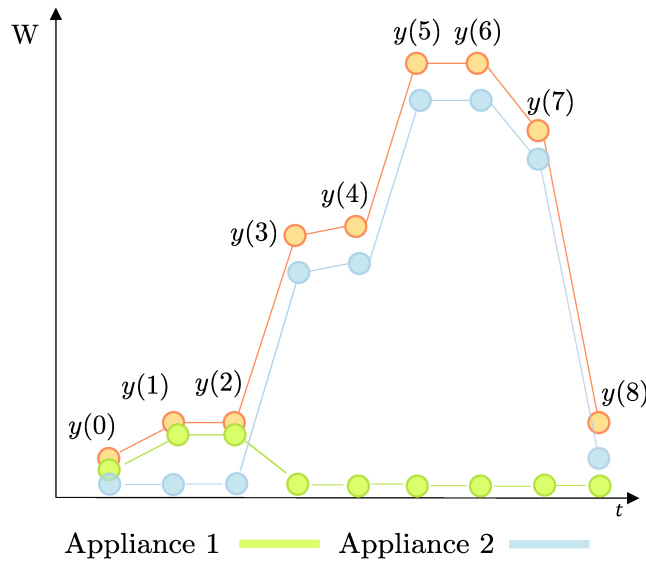 W
y(5)
y(6)
y(7)
y(4)
y(3)
y(1)
y(2)
y(8)
y(0)
t
Appliance 1
Appliance 2